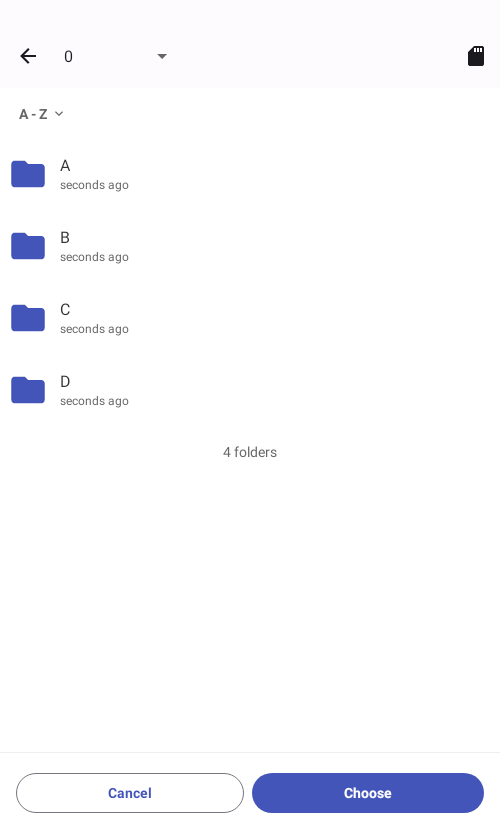 0
A - Z
A
seconds ago
B
seconds ago
C
seconds ago
D
seconds ago
4 folders
Cancel
Choose